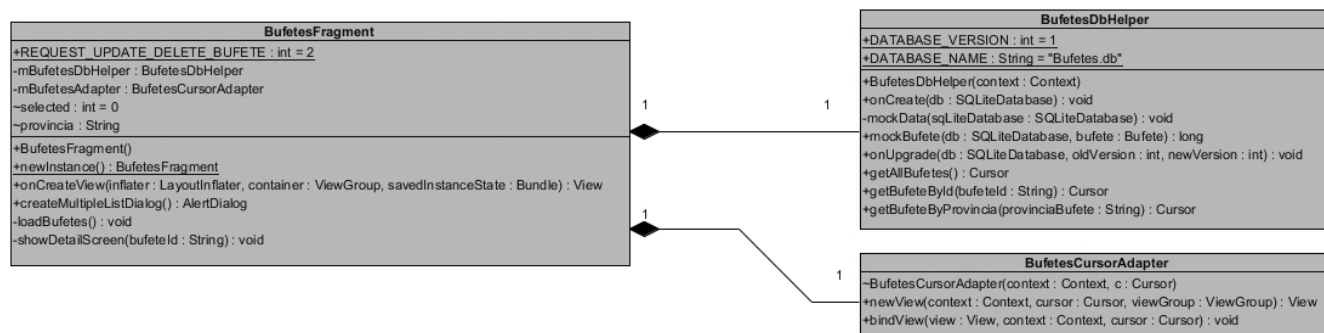 BufetesFragment
+REQUEST_UPDATE_DELETE_BUFETE : int = 2
-mBufetesDbHelper : BufetesDbHelper
-mBufetesAdapter : BufetesCursorAdapter
~selected : int = 0
~provincia : String
+BufetesFragment()
+newInstance() : BufetesFragment
+onCreateView(inflater : LayoutInflater, container : ViewGroup, savedInstanceState : Bundle) : View
+createMultipleListDialog() : AlertDialog
-loadBufetes() : void
-showDetailScreen(bufeteId : String) : void
1
1
1
1
BufetesDbHelper
+DATABASE_VERSION : int = 1
+DATABASE_NAME : String = "Bufetes.db"
+BufetesDbHelper(context : Context)
+onCreate(db : SQLiteDatabase) : void
-mockData(sqLiteDatabase : SQLiteDatabase) : void
+mockBufete(db : SQLiteDatabase, bufete : Bufete) : long
+onUpgrade(db : SQLiteDatabase, oldVersion : int, newVersion : int) : void
+getAllBufetes() : Cursor
+getBufeteById(bufeteId : String) : Cursor
+getBufeteByProvincia(provinciaBufete : String) : Cursor
BufetesCursorAdapter
~BufetesCursorAdapter(context : Context, c : Cursor)
+newView(context : Context, cursor : Cursor, viewGroup : ViewGroup) : View
+bindView(view : View, context : Context, cursor : Cursor) : void